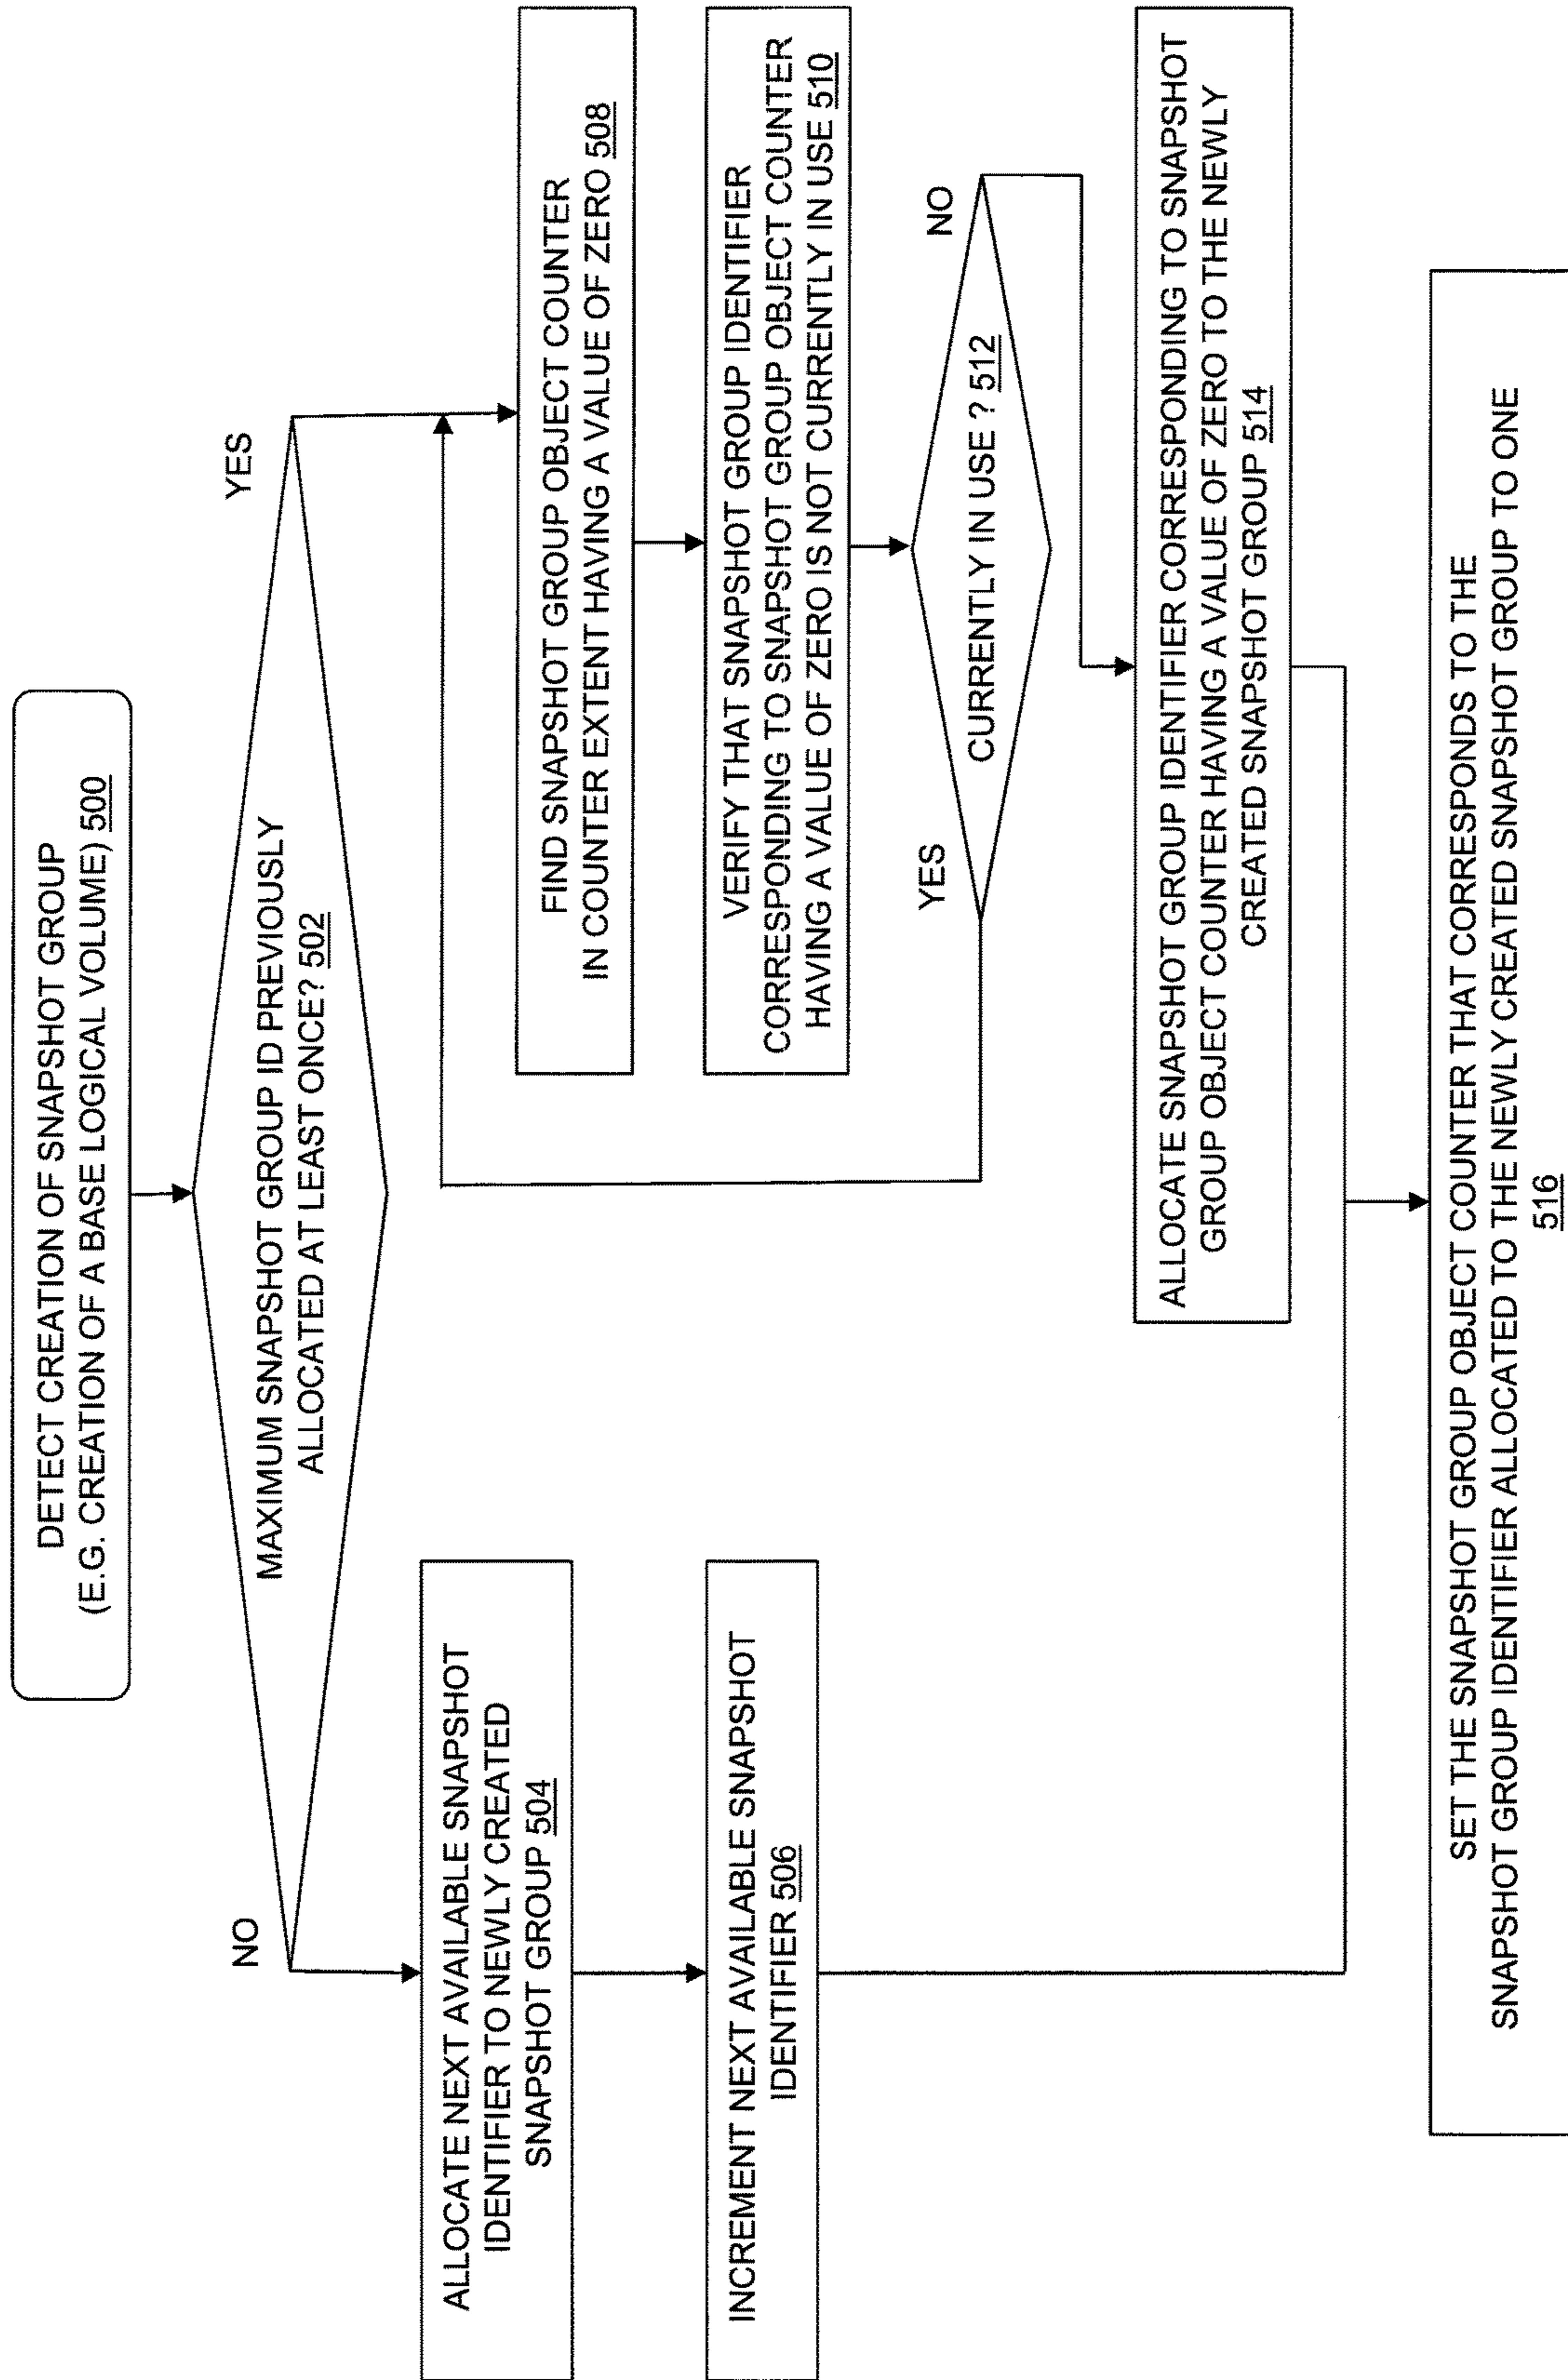 DETECT CREATION OF SNAPSHOT GROUP
(E.G. CREATION OF A BASE LOGICAL VOLUME) 500
MAXIMUM SNAPSHOT GROUP ID PREVIOUSLY
ALLOCATED AT LEAST ONCE? 502
NO
YES
ALLOCATE NEXT AVAILABLE SNAPSHOT
IDENTIFIER TO NEWLY CREATED
SNAPSHOT GROUP 504
INCREMENT NEXT AVAILABLE SNAPSHOT
IDENTIFIER 506
FIND SNAPSHOT GROUP OBJECT COUNTER
IN COUNTER EXTENT HAVING A VALUE OF ZERO 508
VERIFY THAT SNAPSHOT GROUP IDENTIFIER
CORRESPONDING TO SNAPSHOT GROUP OBJECT COUNTER
HAVING A VALUE OF ZERO IS NOT CURRENTLY IN USE 510
YES
CURRENTLY IN USE ? 512
NO
ALLOCATE SNAPSHOT GROUP IDENTIFIER CORRESPONDING TO SNAPSHOT
GROUP OBJECT COUNTER HAVING A VALUE OF ZERO TO THE NEWLY
CREATED SNAPSHOT GROUP 514
SET THE SNAPSHOT GROUP OBJECT COUNTER THAT CORRESPONDS TO THE
SNAPSHOT GROUP IDENTIFIER ALLOCATED TO THE NEWLY CREATED SNAPSHOT GROUP TO ONE
516